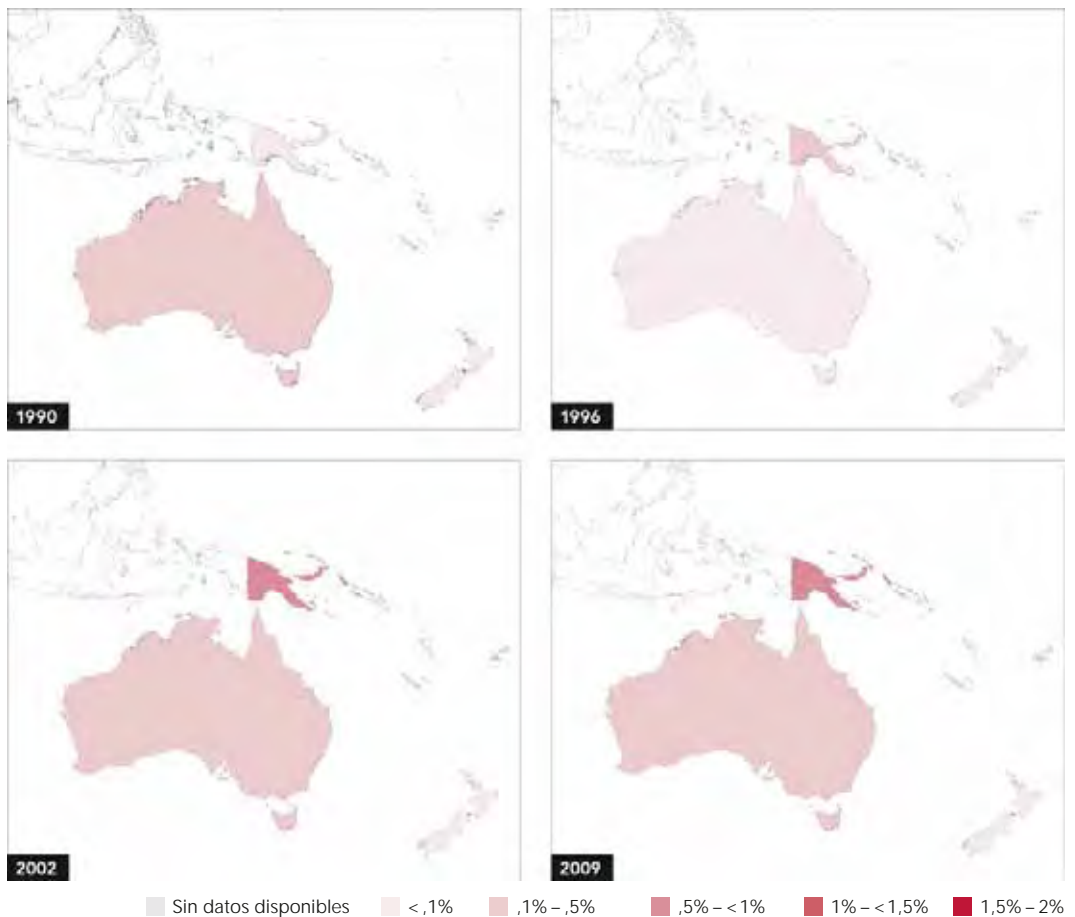 1990
1996
2002
2009
Sin datos disponibles < ,1% ,1% – ,5% ,5% – < 1% 1% – < 1,5% 1,5% – 2%